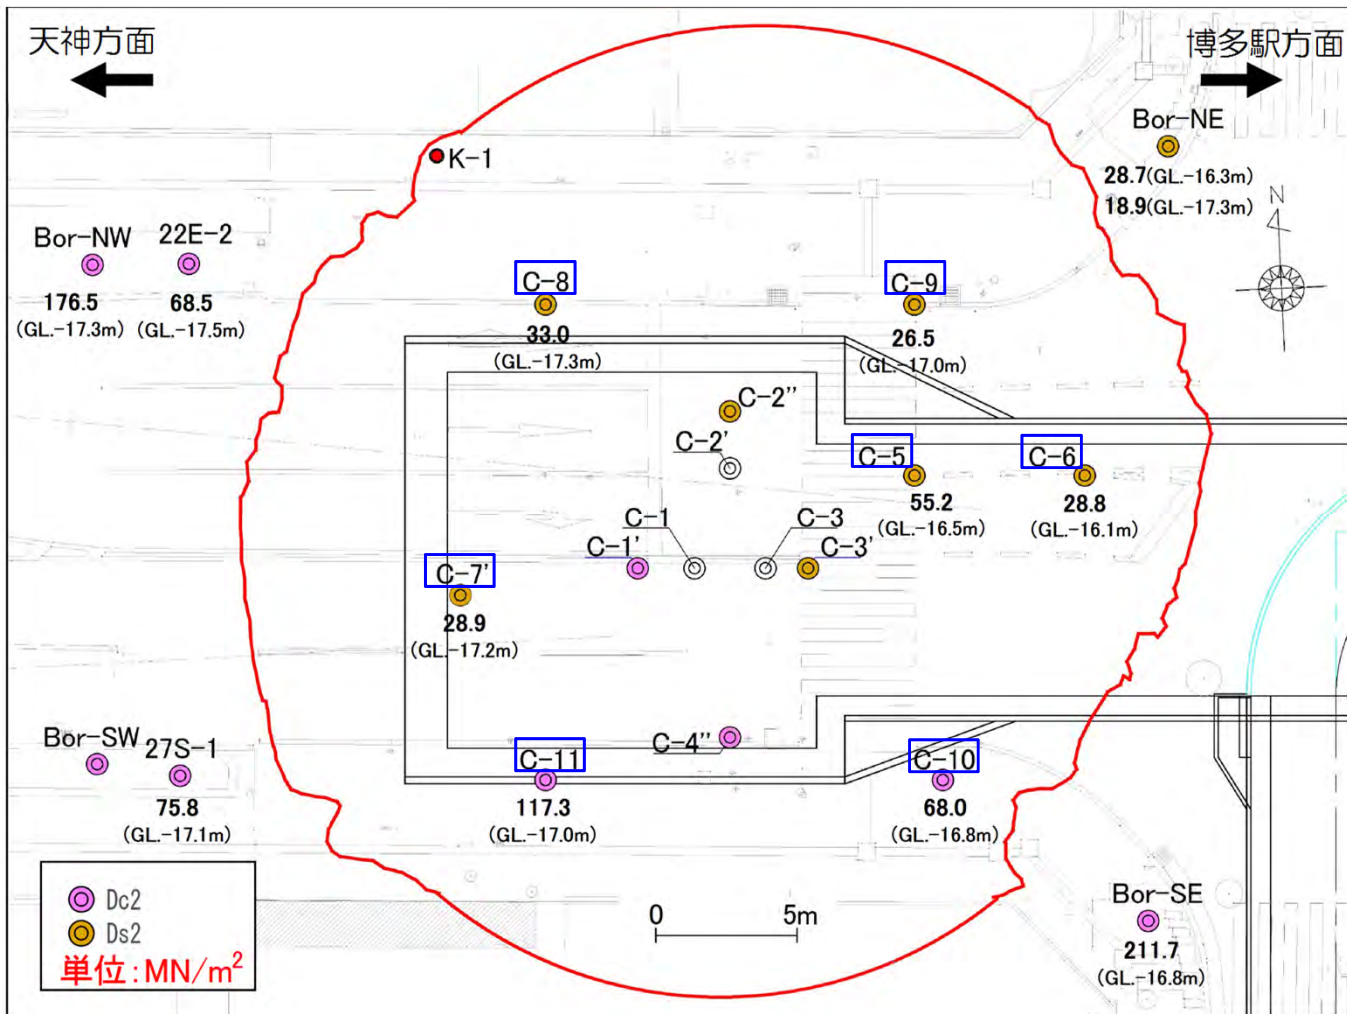 天神方面
博多駅方面
Bor-NE
28.7(GL.-16.3m)
18.9(GL.-17.3m)
N
K-1
Bor-NW
176.5
(GL.-17.3m)
22E-2
68.5
(GL.-17.5m)
C-8
33.0
(GL.-17.3m)
C-9
26.5
(GL.-17.0m)
C-2''
C-2'
C-5
55.2
(GL.-16.5m)
C-6
28.8
(GL.-16.1m)
C-1
C-3
C-1'
C-3'
C-7'
28.9
(GL.-17.2m)
Bor-SW
27S-1
75.8
(GL.-17.1m)
C-4''
C-11
117.3
(GL.-17.0m)
C-10
68.0
(GL.-16.8m)
Bor-SE
211.7
(GL.-16.8m)
Dc2
Ds2
単位:MN/m²
0 5m